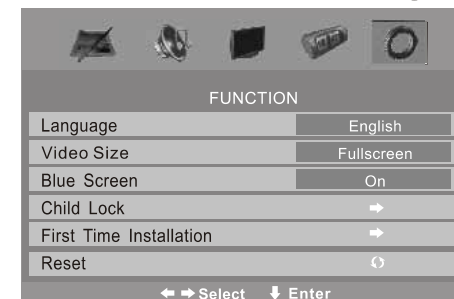 FUNCTION
Language English
Video Size Fullscreen
Blue Screen On
Child Lock
First Time Installation
Reset
Select Enter